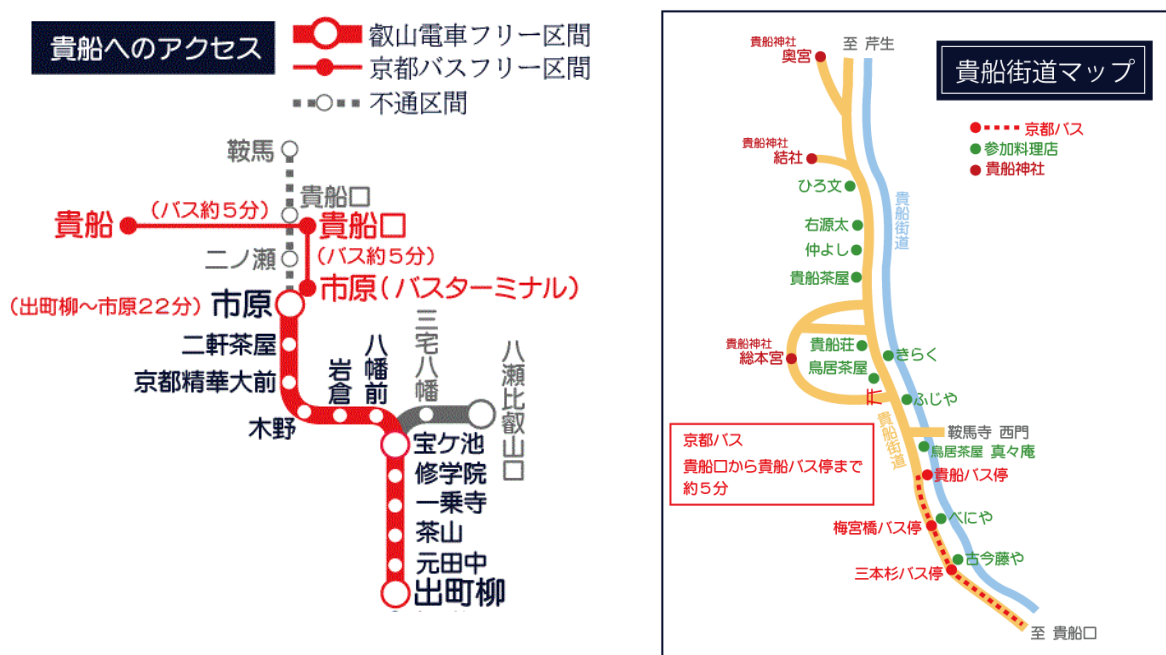 貴船へのアクセス
叡山電車フリー区間
京都バスフリー区間
不通区間
鞍馬
貴船口
貴船
(バス約5分)
貴船口
二ノ瀬
(バス約5分)
市原(バスターミナル)
(出町柳〜市原22分)
市原
二軒茶屋
京都精華大前
木野
岩倉
八幡前
三宅八幡
八瀬比叡山口
宝ケ池
修学院
一乗寺
茶山
元田中
出町柳
貴船街道マップ
京都バス
参加料理店
貴船神社
貴船神社
奥宮
至 芹生
貴船神社
結社
ひろ文
貴船街道
右源太
仲よし
貴船茶屋
貴船神社
総本宮
貴船荘
きらく
鳥居茶屋
ふじや
貴船街道
鞍馬寺 西門
鳥居茶屋 真々庵
貴船バス停
京都バス
貴船口から貴船バス停まで
約5分
べにや
梅宮橋バス停
古今藤や
三本杉バス停
至 貴船口